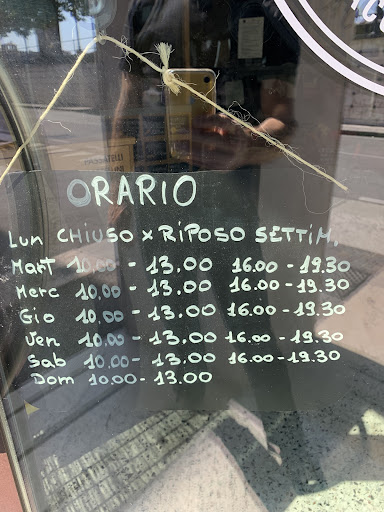 ORARIO
Lun CHIUSO x RIPOSO SETTIM.
Mart 10.00 - 13.00 16.00 - 19.30
Merc 10.00 - 13.00 16.00 - 19.30
Gio 10.00 - 13.00 16.00 - 19.30
Ven 10.00 - 13.00 16.00 - 19.30
Sab 10.00 - 13.00 16.00 - 19.30
Dom 10.00 - 13.00